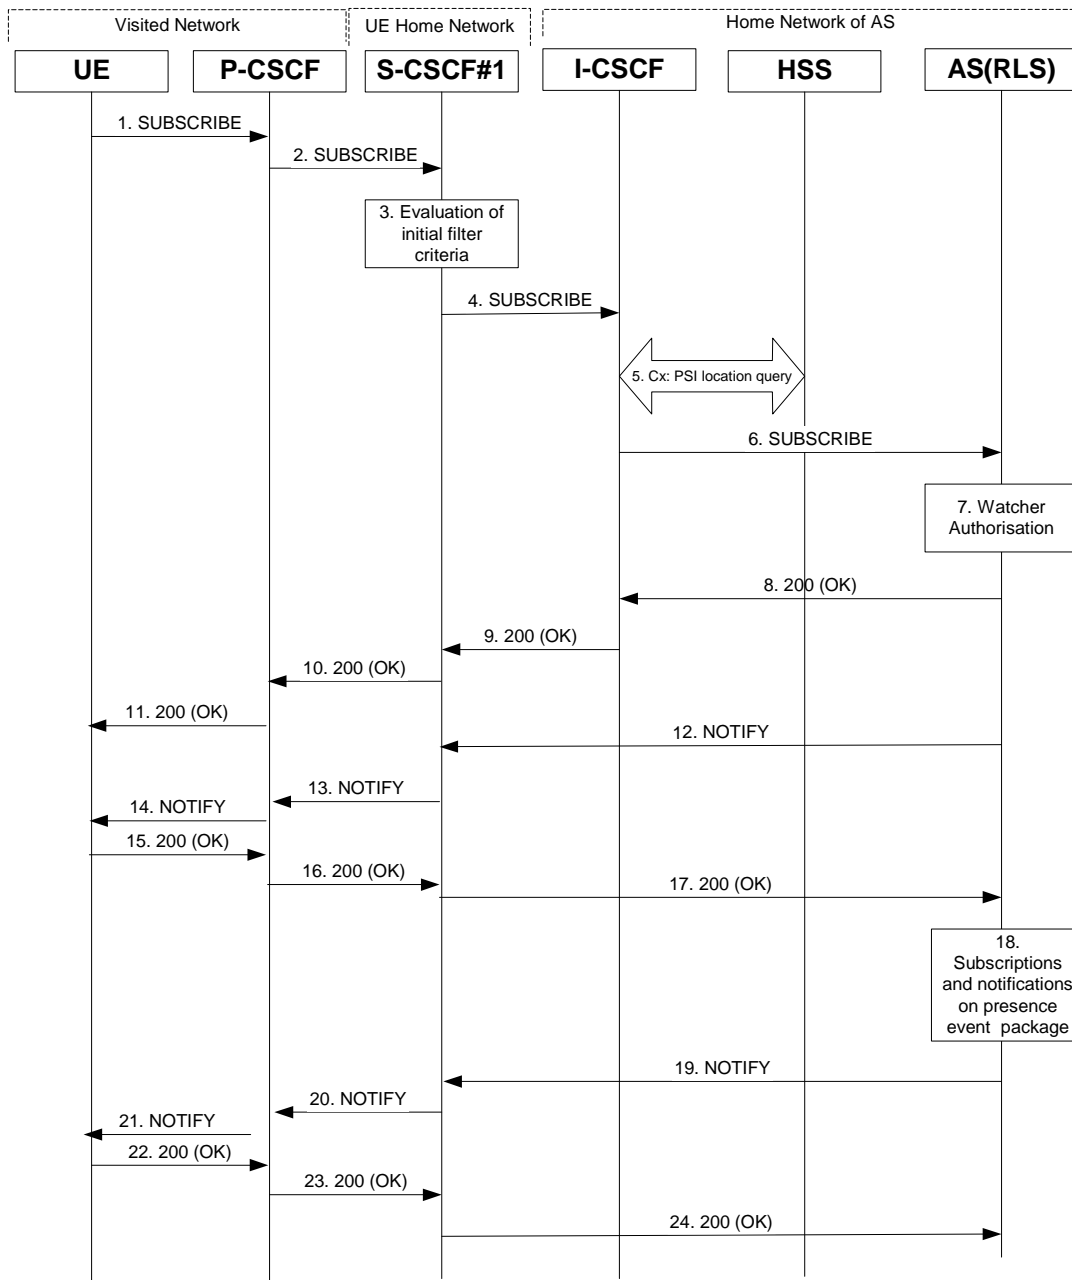 Visited Network
UE Home Network
Home Network of AS
UE
P-CSCF
S-CSCF#1
I-CSCF
HSS
AS(RLS)
1. SUBSCRIBE
2. SUBSCRIBE
3. Evaluation of
initial filter
criteria
4. SUBSCRIBE
5. Cx: PSI location query
6. SUBSCRIBE
7. Watcher
Authorisation
8. 200 (OK)
9. 200 (OK)
10. 200 (OK)
11. 200 (OK)
12. NOTIFY
13. NOTIFY
14. NOTIFY
15. 200 (OK)
16. 200 (OK)
17. 200 (OK)
18.
Subscriptions
and notifications
on presence
event package
19. NOTIFY
20. NOTIFY
21. NOTIFY
22. 200 (OK)
23. 200 (OK)
24. 200 (OK)